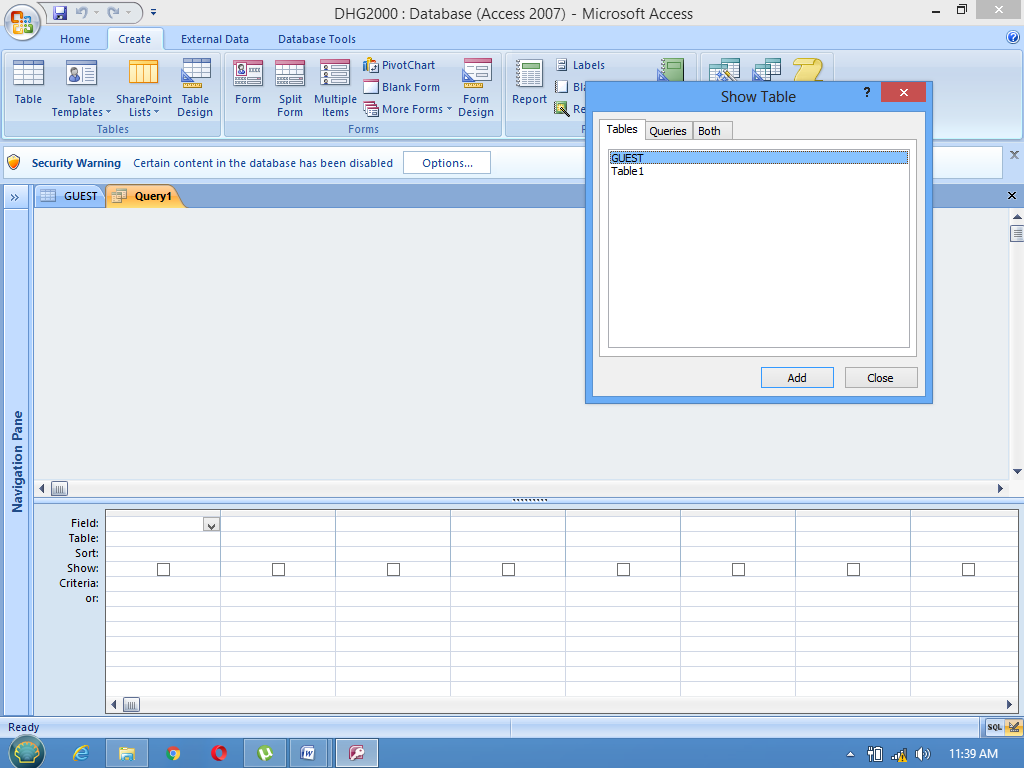 DHG2000 : Database (Access 2007) - Microsoft Access
Home Create External Data Database Tools
Table
Table Templates
SharePoint Lists
Table Design
Tables
Form
Split Form
Multiple Items
PivotChart
Blank Form
More Forms
Form Design
Forms
Report
Labels
Security Warning Certain content in the database has been disabled Options...
Show Table ?
Tables Queries Both
GUEST
Table1
Add Close
GUEST Query1
Navigation Pane
Field:
Table:
Sort:
Show:
Criteria:
or:
Ready
SQL
11:39 AM